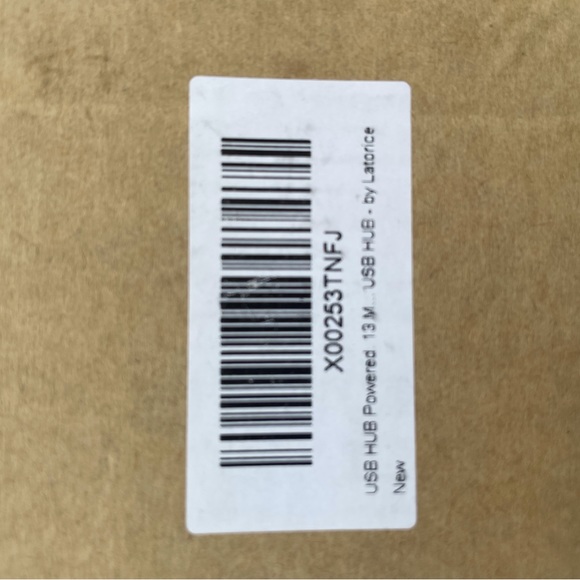 X00253TNFJ
USB HUB Powered. 13 M... USB HUB - by Latorice
New